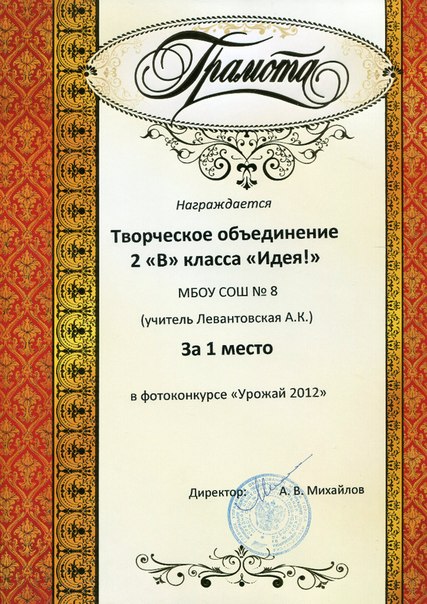 Грамота
Награждается
Творческое объединение
2 «В» класса «Идея!»
МБОУ СОШ № 8
(учитель Левантовская А.К.)
За 1 место
в фотоконкурсе «Урожай 2012»
Директор: А. В. Михайлов